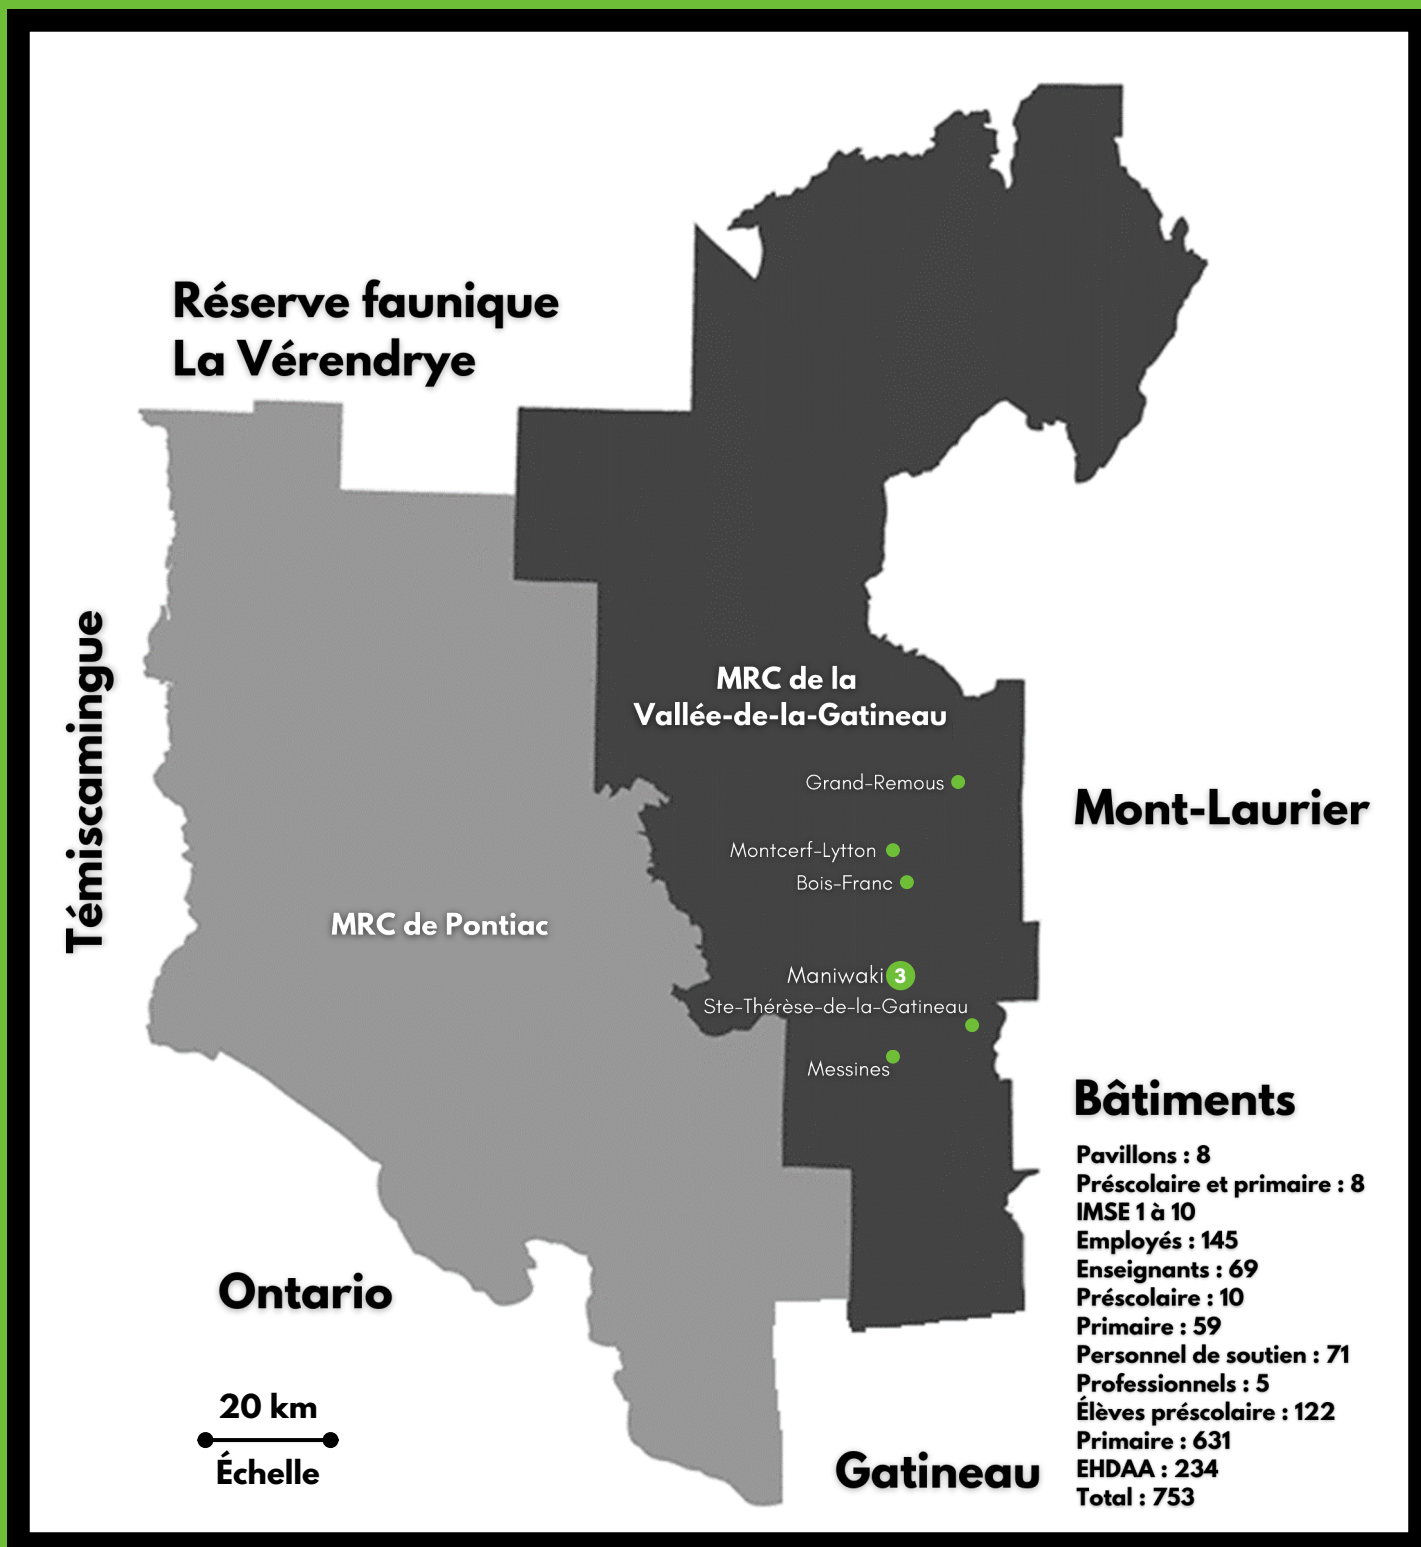 Réserve faunique
La Vérendrye
Témiscamingue
MRC de la
Vallée-de-la-Gatineau
Grand-Remous
Mont-Laurier
Montcerf-Lytton
Bois-Franc
MRC de Pontiac
Maniwaki 3
Ste-Thérèse-de-la-Gatineau
Messines
Bâtiments
Pavillons : 8
Préscolaire et primaire : 8
IMSE 1 à 10
Employés : 145
Enseignants : 69
Préscolaire : 10
Primaire : 59
Personnel de soutien : 71
Professionnels : 5
Élèves préscolaire : 122
Primaire : 631
EHDAA : 234
Total : 753
Ontario
20 km
Échelle
Gatineau